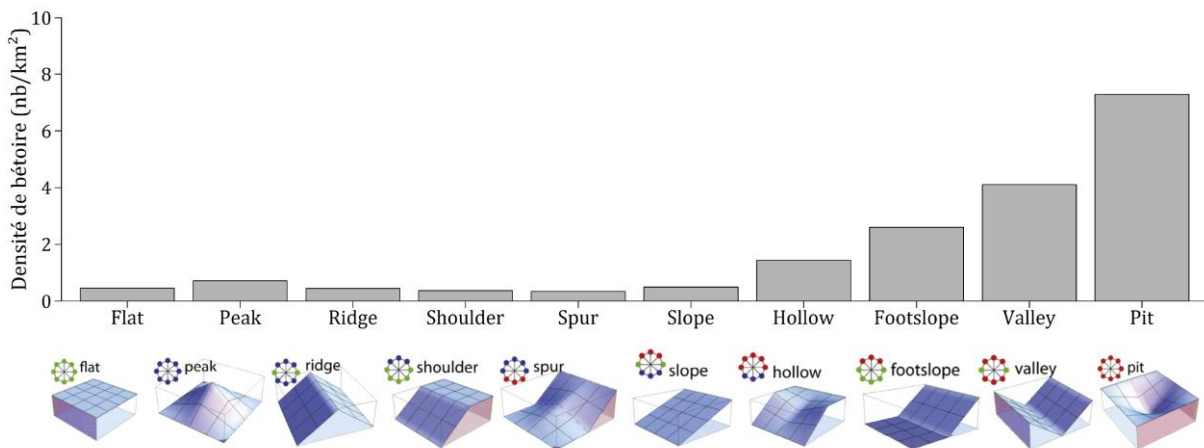 Densité de bétoire (nb/km²)
10
8
6
4
2
0
Flat Peak Ridge Shoulder Spur Slope Hollow Footslope Valley Pit
flat peak ridge shoulder spur slope hollow footslope valley pit